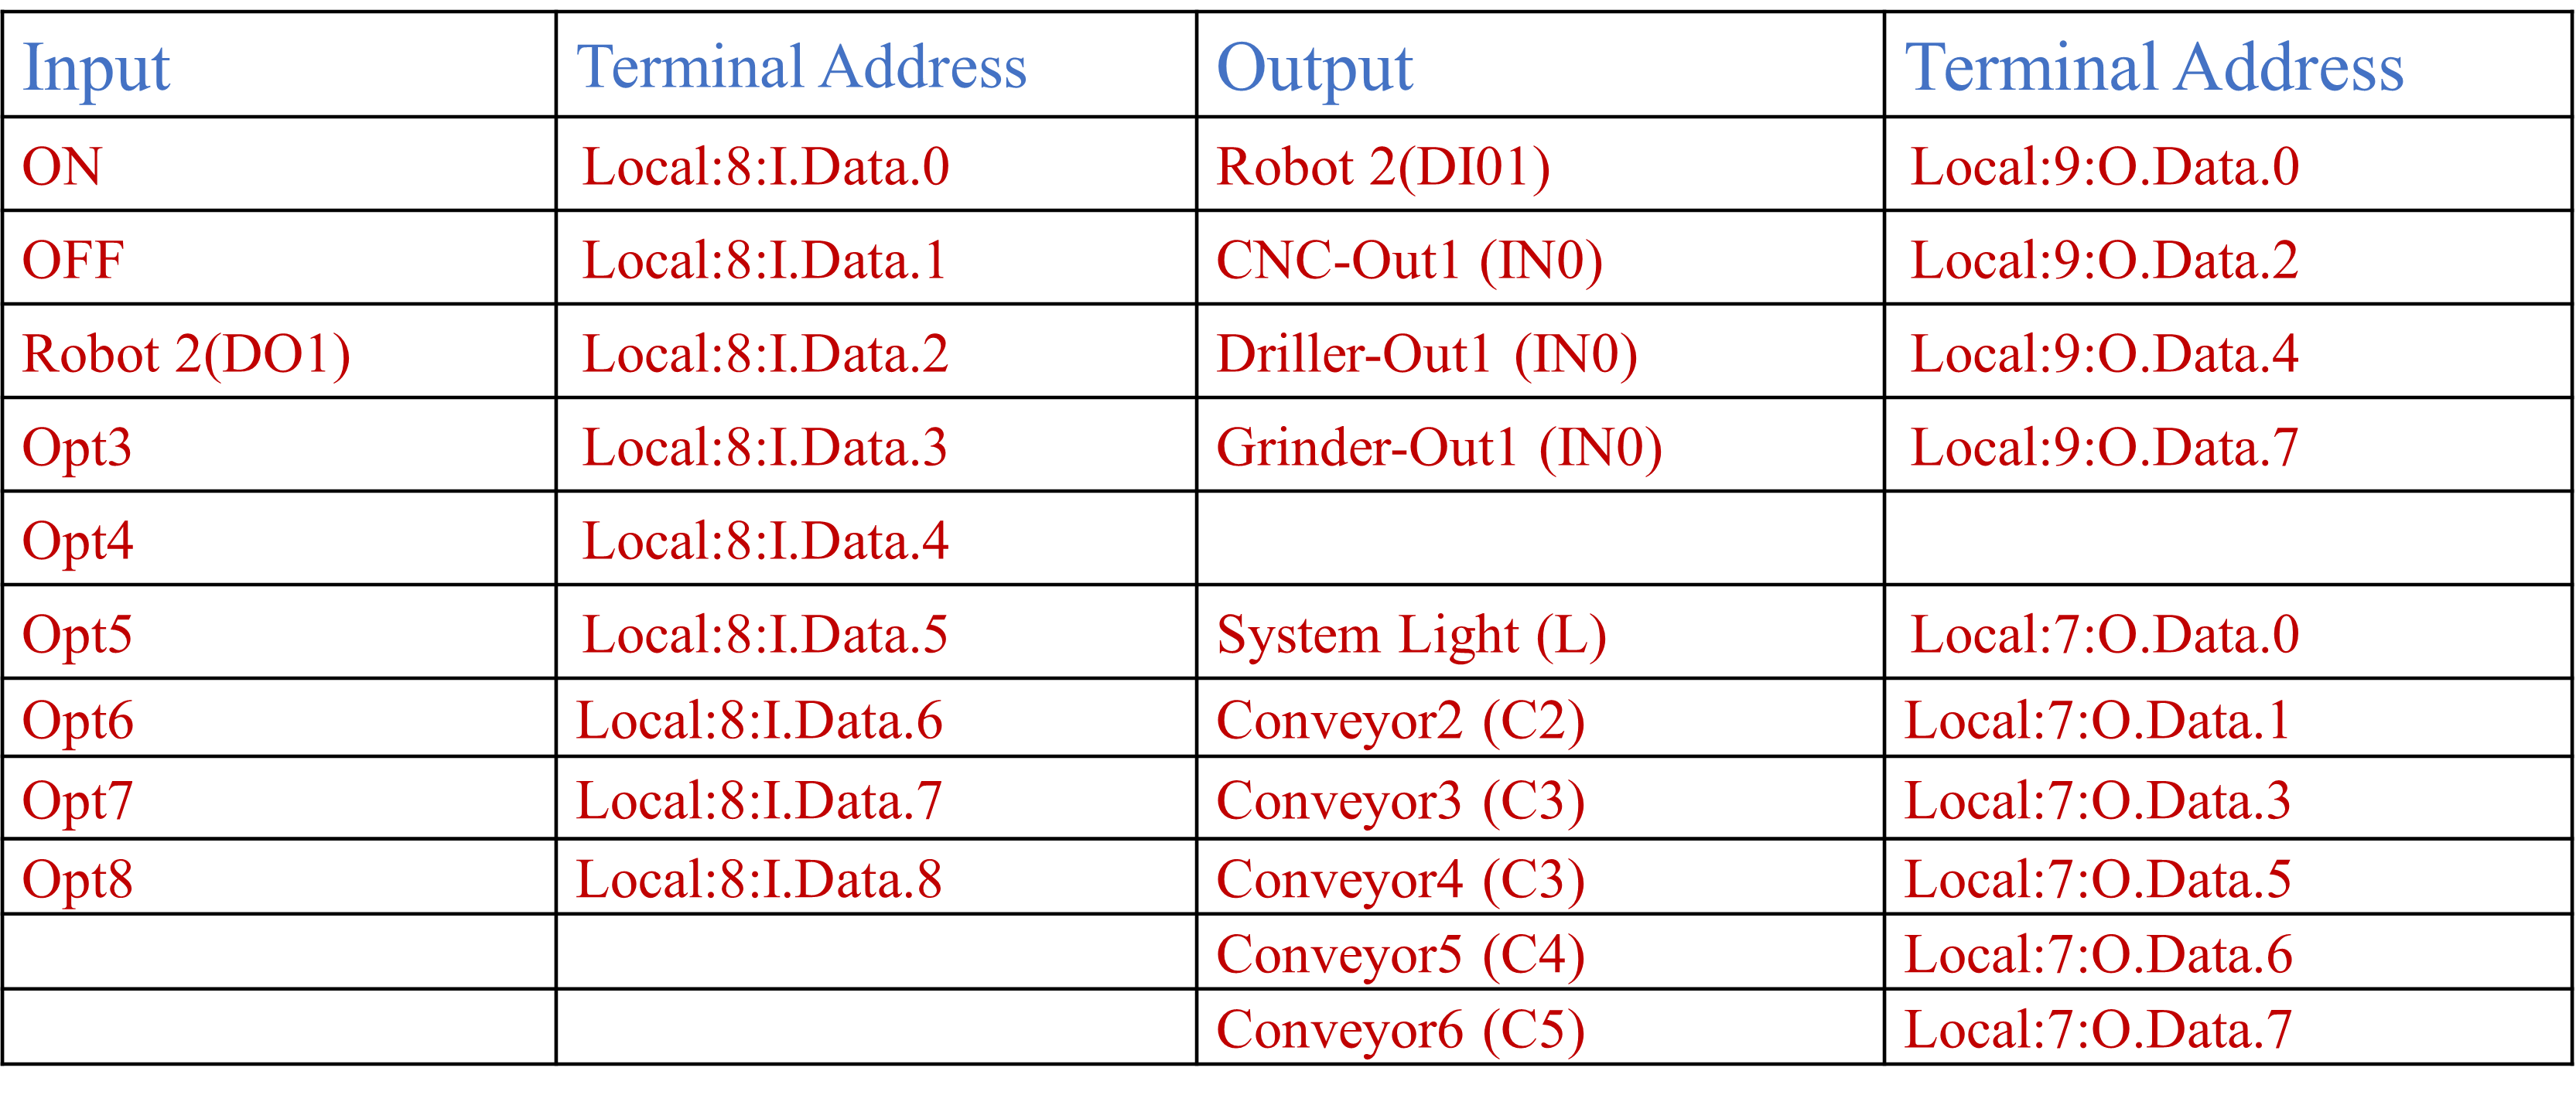 Input Terminal Address Output Terminal Address
ON Local:8:I.Data.0 Robot 2(DI01) Local:9:O.Data.0
OFF Local:8:I.Data.1 CNC-Out1 (IN0) Local:9:O.Data.2
Robot 2(DO1) Local:8:I.Data.2 Driller-Out1 (IN0) Local:9:O.Data.4
Opt3 Local:8:I.Data.3 Grinder-Out1 (IN0) Local:9:O.Data.7
Opt4 Local:8:I.Data.4
Opt5 Local:8:I.Data.5 System Light (L) Local:7:O.Data.0
Opt6 Local:8:I.Data.6 Conveyor2 (C2) Local:7:O.Data.1
Opt7 Local:8:I.Data.7 Conveyor3 (C3) Local:7:O.Data.3
Opt8 Local:8:I.Data.8 Conveyor4 (C3) Local:7:O.Data.5
Conveyor5 (C4) Local:7:O.Data.6
Conveyor6 (C5) Local:7:O.Data.7